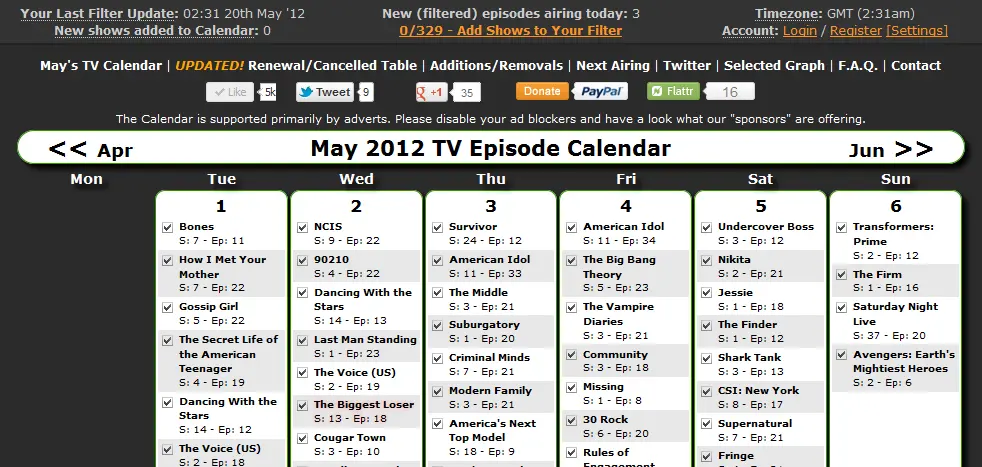 Your Last Filter Update: 02:31 20th May '12
New (filtered) episodes airing today: 3
Timezone: GMT (2:31am)
New shows added to Calendar: 0
0/329 - Add Shows to Your Filter
Account: Login / Register [Settings]
May's TV Calendar | UPDATED! Renewal/Cancelled Table | Additions/Removals | Next Airing | Twitter | Selected Graph | F.A.Q. | Contact
Like 5k Tweet 9 g +1 35 Donate PayPal Flattr 16
The Calendar is supported primarily by adverts. Please disable your ad blockers and have a look what our "sponsors" are offering.
<< Apr May 2012 TV Episode Calendar Jun >>
Mon Tue Wed Thu Fri Sat Sun
1
Bones
S: 7 - Ep: 11
How I Met Your
Mother
S: 7 - Ep: 22
Gossip Girl
S: 5 - Ep: 22
The Secret Life of
the American
Teenager
S: 4 - Ep: 19
Dancing With the
Stars
S: 14 - Ep: 12
The Voice (US)
S: 2 - Ep: 18
2
NCIS
S: 9 - Ep: 22
90210
S: 4 - Ep: 22
Dancing With the
Stars
S: 14 - Ep: 13
Last Man Standing
S: 1 - Ep: 23
The Voice (US)
S: 2 - Ep: 19
The Biggest Loser
S: 13 - Ep: 18
Cougar Town
S: 3 - Ep: 10
3
Survivor
S: 24 - Ep: 12
American Idol
S: 11 - Ep: 33
The Middle
S: 3 - Ep: 21
Suburgatory
S: 1 - Ep: 20
Criminal Minds
S: 7 - Ep: 21
Modern Family
S: 3 - Ep: 21
America's Next
Top Model
S: 18 - Ep: 9
4
American Idol
S: 11 - Ep: 34
The Big Bang
Theory
S: 5 - Ep: 23
The Vampire
Diaries
S: 3 - Ep: 21
Community
S: 3 - Ep: 18
Missing
S: 1 - Ep: 8
30 Rock
S: 6 - Ep: 20
Rules of
Engagement
5
Undercover Boss
S: 3 - Ep: 12
Nikita
S: 2 - Ep: 21
Jessie
S: 1 - Ep: 18
The Finder
S: 1 - Ep: 12
Shark Tank
S: 3 - Ep: 13
CSI: New York
S: 8 - Ep: 17
Supernatural
S: 7 - Ep: 21
Fringe
6
Transformers:
Prime
S: 2 - Ep: 12
The Firm
S: 1 - Ep: 16
Saturday Night
Live
S: 37 - Ep: 20
Avengers: Earth's
Mightiest Heroes
S: 2 - Ep: 6